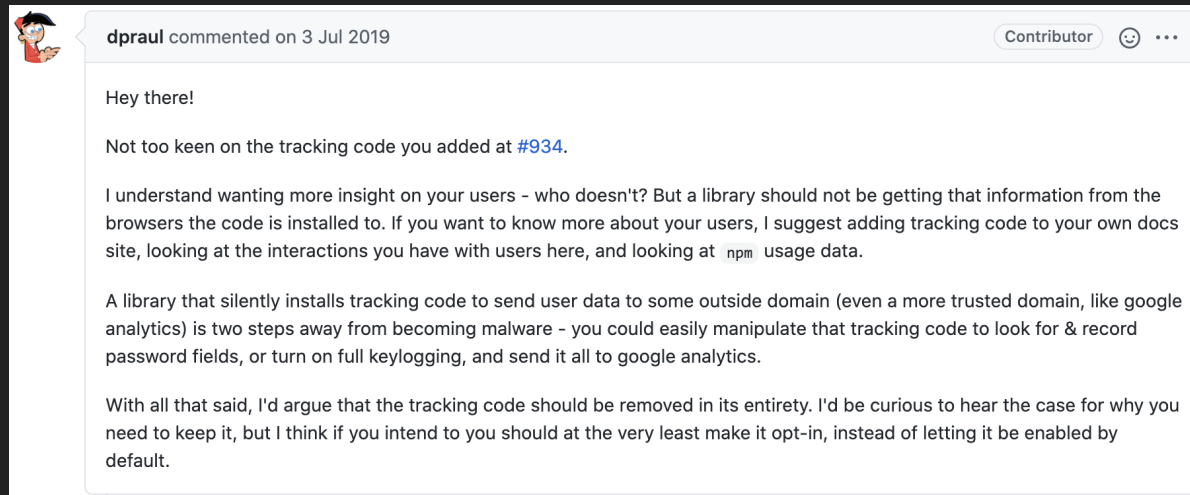 dpraul commented on 3 Jul 2019
Contributor
Hey there!
Not too keen on the tracking code you added at #934.
I understand wanting more insight on your users - who doesn't? But a library should not be getting that information from the
browsers the code is installed to. If you want to know more about your users, I suggest adding tracking code to your own docs
site, looking at the interactions you have with users here, and looking at npm usage data.
A library that silently installs tracking code to send user data to some outside domain (even a more trusted domain, like google
analytics) is two steps away from becoming malware - you could easily manipulate that tracking code to look for & record
password fields, or turn on full keylogging, and send it all to google analytics.
With all that said, I'd argue that the tracking code should be removed in its entirety. I'd be curious to hear the case for why you
need to keep it, but I think if you intend to you should at the very least make it opt-in, instead of letting it be enabled by
default.